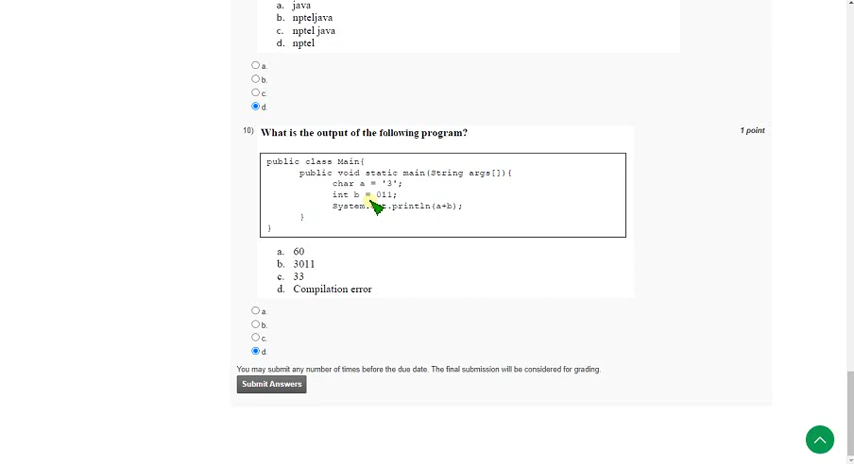 a. java
b. npteljava
c. nptel java
d. nptel
a.
b.
c.
d.
10) What is the output of the following program? 1 point
public class Main{
public void static main(String args[]){
char a = '3';
int b = 011;
println(a+b);
}
}
a. 60
b. 3011
c. 33
d. Compilation error
a.
b.
c.
d.
You may submit any number of times before the due date. The final submission will be considered for grading.
Submit Answers